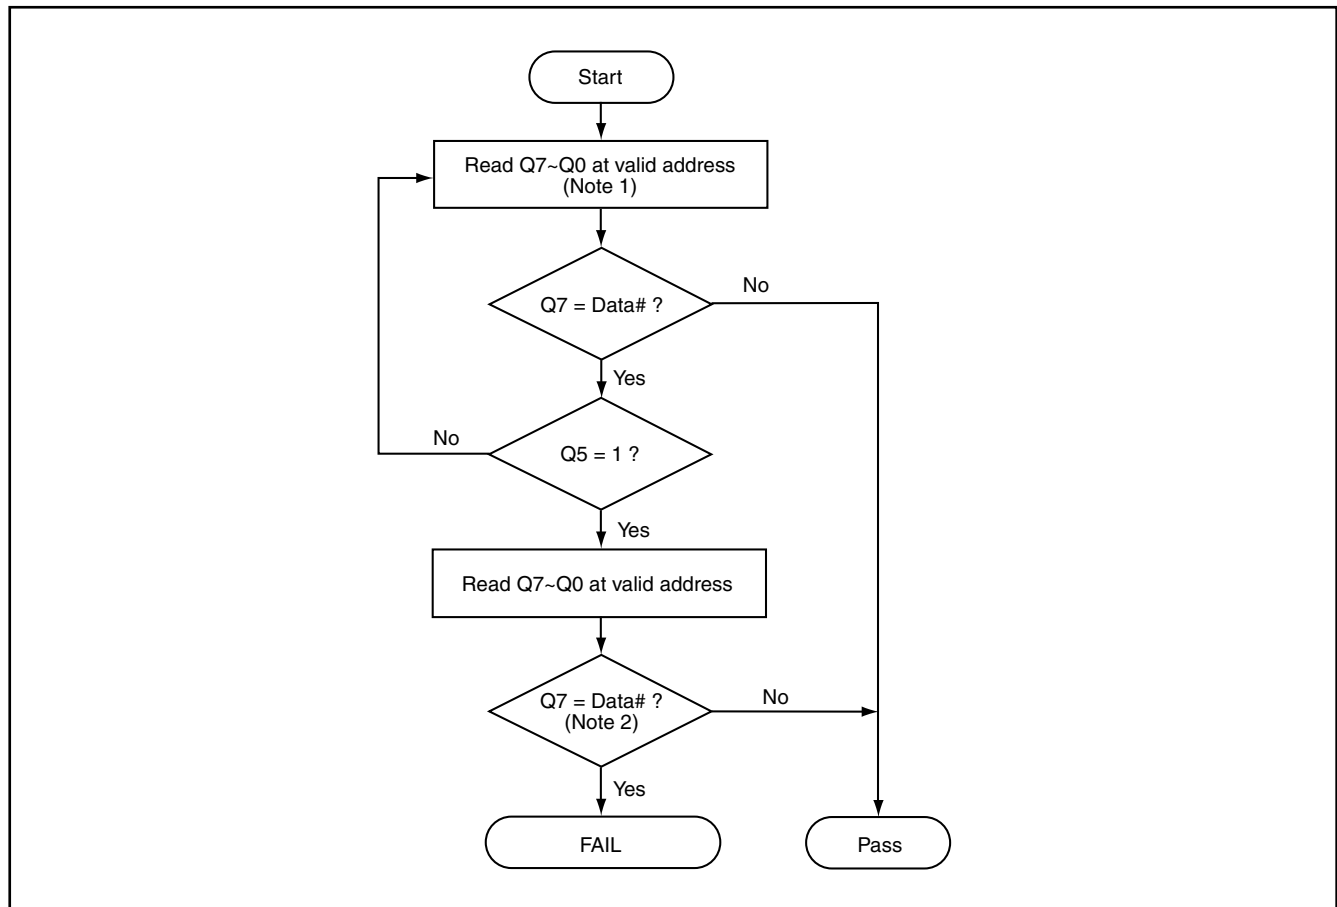 Start
Read Q7~Q0 at valid address
(Note 1)
No
Q7 = Data# ?
Yes
No
Q5 = 1 ?
Yes
Read Q7~Q0 at valid address
Q7 = Data# ?
(Note 2)
No
Yes
FAIL
Pass